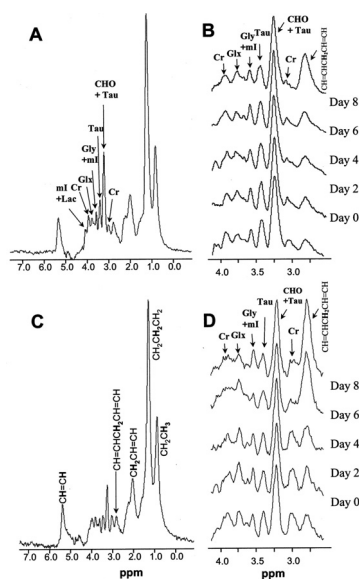 A
CHO
+ Tau
Tau
Gly
+mI
Glx
Cr
mI
+Lac
Cr
7.0 6.0 5.0 4.0 3.0 2.0 1.0 0.0
B
CHO
+ Tau
Tau
Gly
+mI
Glx
Cr
Cr
CH=CHCH2CH=CH
Day 8
Day 6
Day 4
Day 2
Day 0
4.0 3.5 3.0
C
CH=CH
CH=CHCH2CH=CH
CH2CH=CH
CH2CH2CH2
CH2CH3
7.0 6.0 5.0 4.0 3.0 2.0 1.0 0.0
ppm
D
CHO
+Tau
Tau
Gly
+mI
Glx
Cr
Cr
CH=CHCH2CH=CH
Day 8
Day 6
Day 4
Day 2
Day 0
4.0 3.5 3.0
ppm